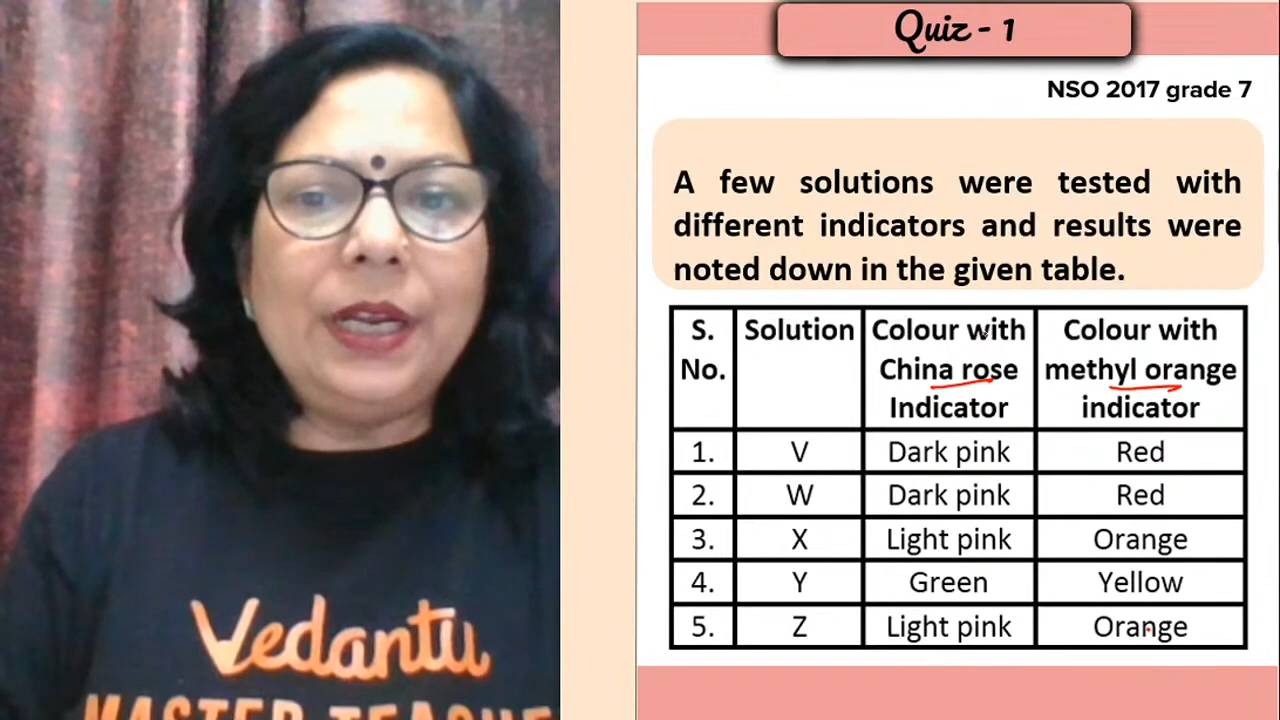 Quiz - 1
NSO 2017 grade 7
A few solutions were tested with
different indicators and results were
noted down in the given table.
S. No. Solution Colour with China rose Indicator Colour with methyl orange indicator
1. V Dark pink Red
2. W Dark pink Red
3. X Light pink Orange
4. Y Green Yellow
5. Z Light pink Orange
Vedantu
MASTER TEACHE